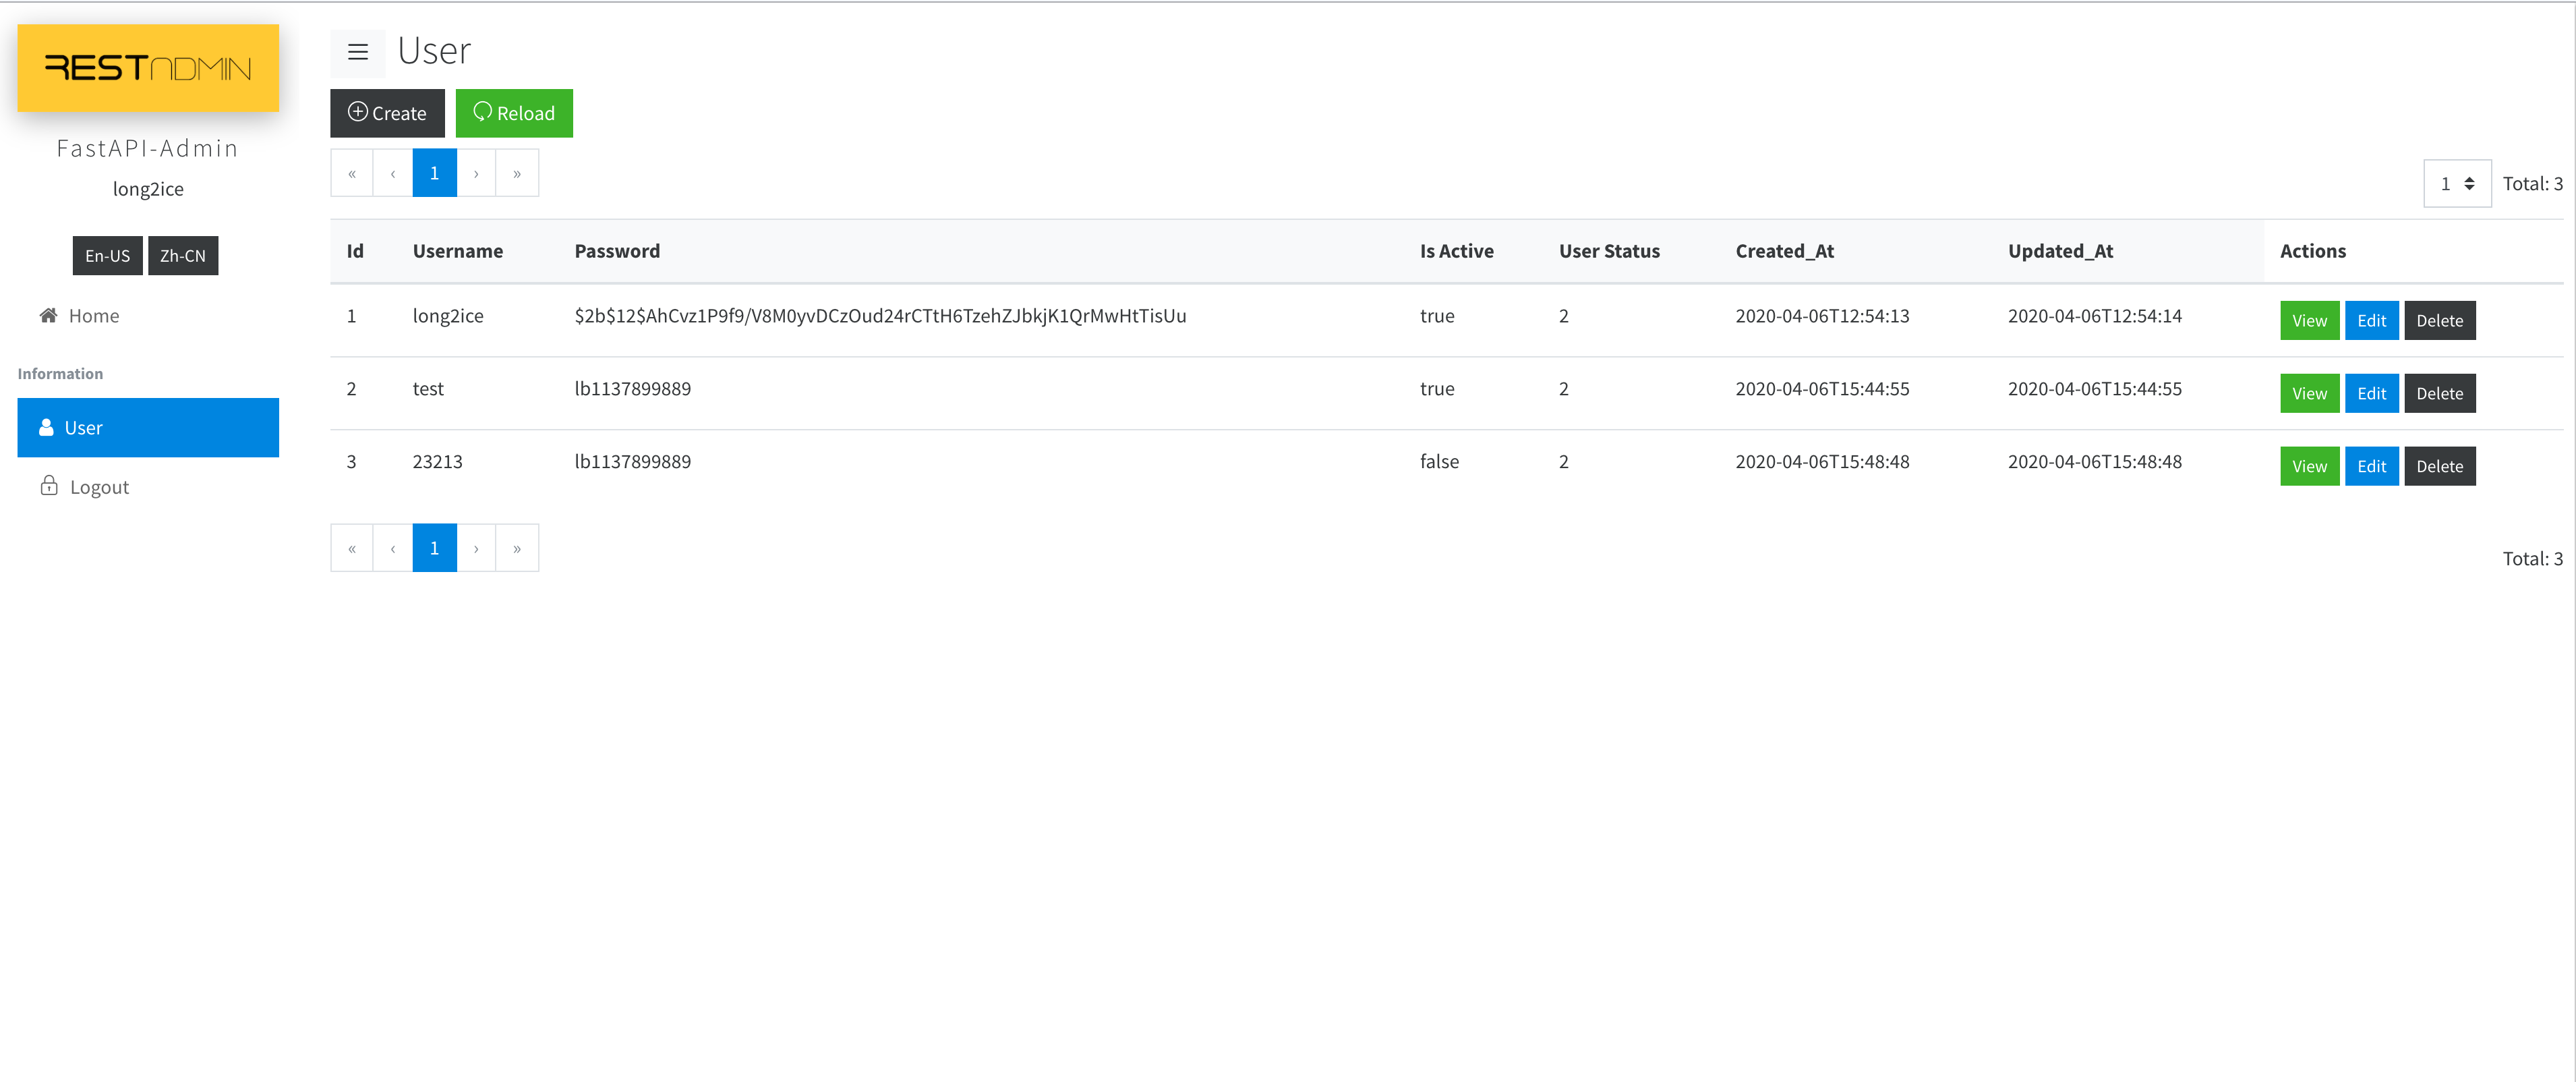 RESTADMIN
FastAPI-Admin
long2ice
En-US Zh-CN
Home
Information
User
Logout
User
Create Reload
« ‹ 1 › »
1 Total: 3
Id Username Password Is Active User Status Created_At Updated_At Actions
1 long2ice $2b$12$AhCvz1P9f9/V8M0yvDCzOud24rCTtH6TzehZJbkjK1QrMwHtTisUu true 2 2020-04-06T12:54:13 2020-04-06T12:54:14 View Edit Delete
2 test lb1137899889 true 2 2020-04-06T15:44:55 2020-04-06T15:44:55 View Edit Delete
3 23213 lb1137899889 false 2 2020-04-06T15:48:48 2020-04-06T15:48:48 View Edit Delete
« ‹ 1 › »
Total: 3